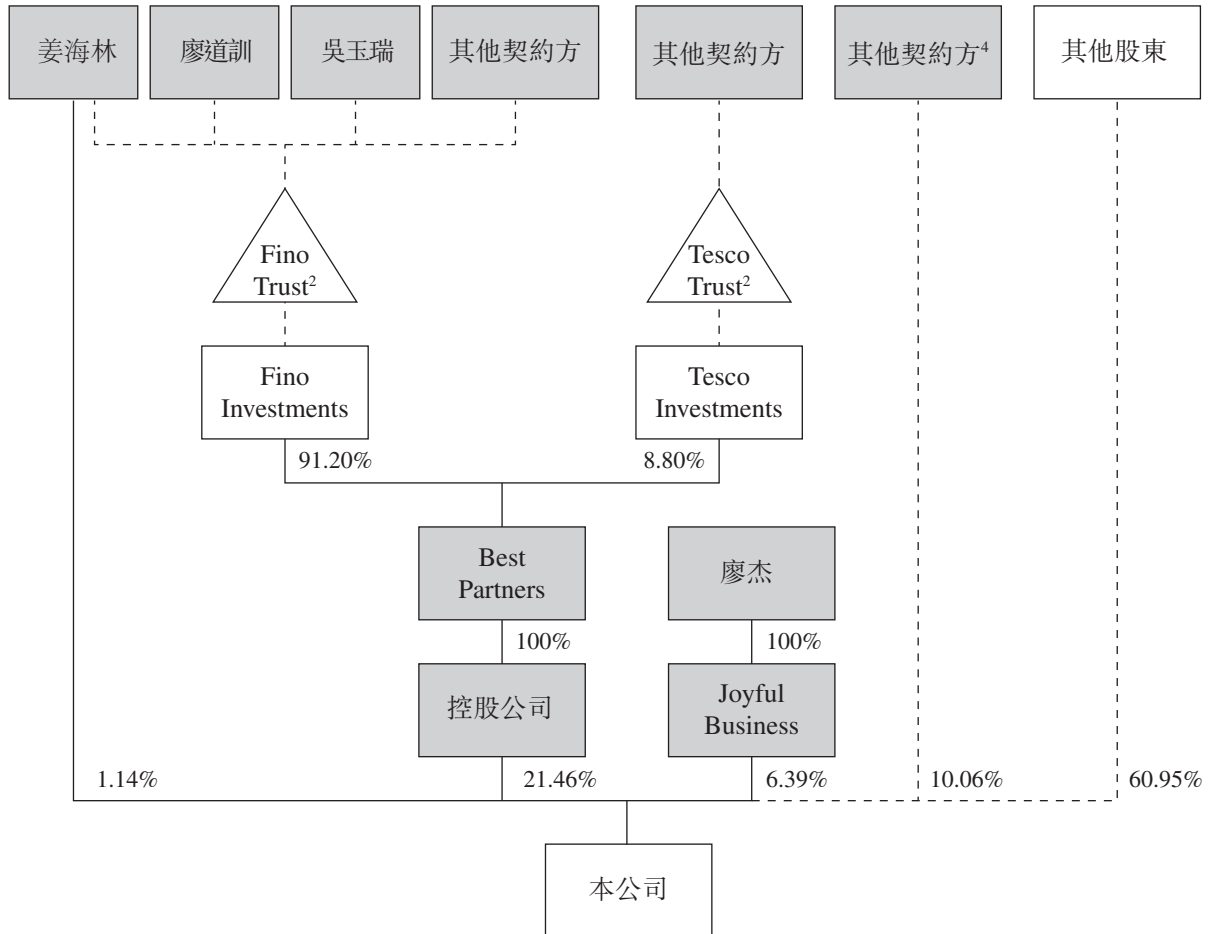 姜海林
廖道訓
吳玉瑞
其他契約方
其他契約方
其他契約方⁴
其他股東
Fino
Trust²
Tesco
Trust²
Fino
Investments
Tesco
Investments
91.20%
8.80%
Best
Partners
廖杰
100%
100%
控股公司
Joyful
Business
1.14%
21.46%
6.39%
10.06%
60.95%
本公司